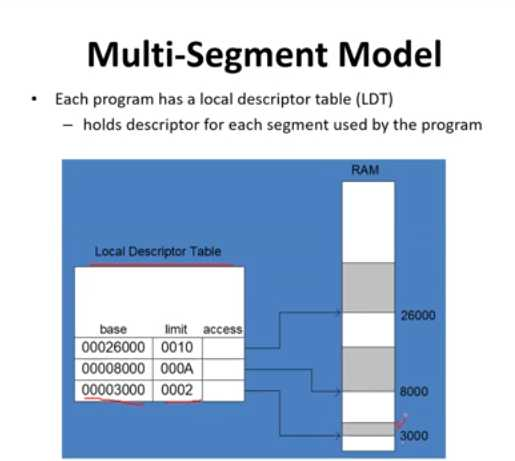 Multi-Segment Model
• Each program has a local descriptor table (LDT)
– holds descriptor for each segment used by the program
RAM
Local Descriptor Table
base limit access
00026000 0010
00008000 000A
00003000 0002
26000
8000
3000